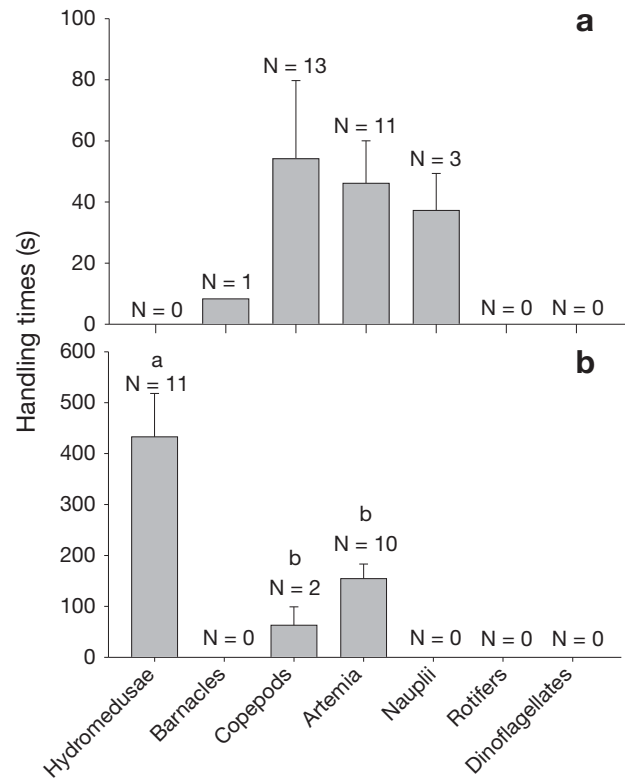 a
100
80
60
40
20
0
N = 0
N = 1
N = 13
N = 11
N = 3
N = 0
N = 0
Handling times (s)
b
600
500
400
300
200
100
0
a
N = 11
N = 0
b
N = 2
b
N = 10
N = 0
N = 0
N = 0
Hydromedusae
Barnacles
Copepods
Artemia
Nauplii
Rotifers
Dinoflagellates